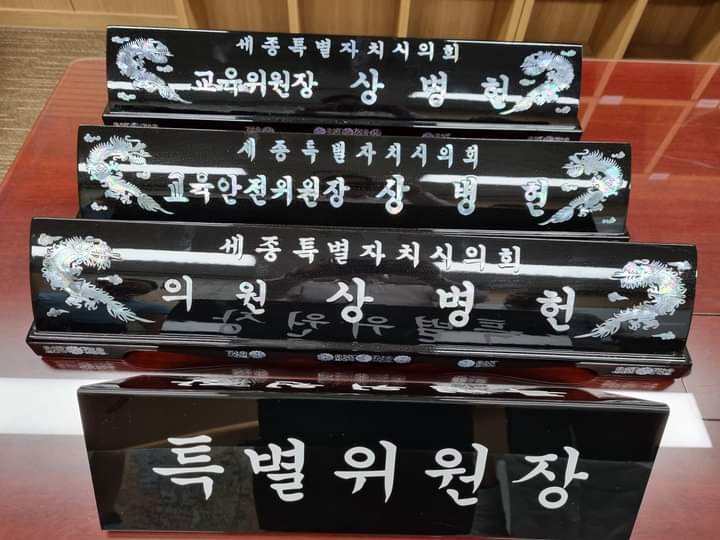 세종특별자치시의회
교육위원장 상병헌
세종특별자치시의회
교육안전위원장 상병헌
세종특별자치시의회
의원 상병헌
특별위원장